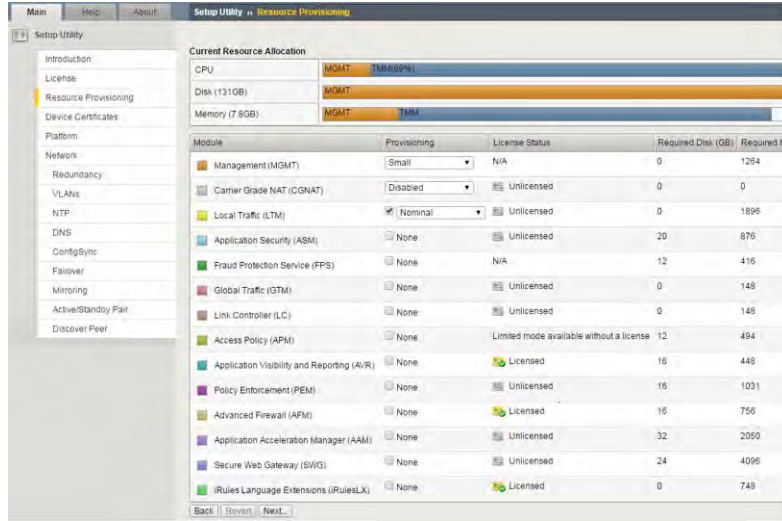 Main Help About Setup Utility » Resource Provisioning
Setup Utility
Introduction
License
Resource Provisioning
Device Certificates
Platform
Network
Redundancy
VLANs
NTP
DNS
ConfigSync
Failover
Mirroring
Active/Standby Pair
Discover Peer
Current Resource Allocation
CPU MGMT TMM(89%)
Disk (131GB) MGMT
Memory (7.8GB) MGMT TMM
Module Provisioning License Status Required Disk (GB) Required
Management (MGMT) Small N/A 0 1264
Carrier Grade NAT (CGNAT) Disabled Unlicensed 0 0
Local Traffic (LTM) Nominal Unlicensed 0 1896
Application Security (ASM) None Unlicensed 20 876
Fraud Protection Service (FPS) None N/A 12 416
Global Traffic (GTM) None Unlicensed 0 148
Link Controller (LC) None Unlicensed 0 148
Access Policy (APM) None Limited mode available without a license 12 494
Application Visibility and Reporting (AVR) None Licensed 16 448
Policy Enforcement (PEM) None Unlicensed 16 1031
Advanced Firewall (AFM) None Licensed 16 756
Application Acceleration Manager (AAM) None Unlicensed 32 2050
Secure Web Gateway (SWG) None Unlicensed 24 4096
iRules Language Extensions (iRulesLX) None Licensed 0 748
Back Revert Next...